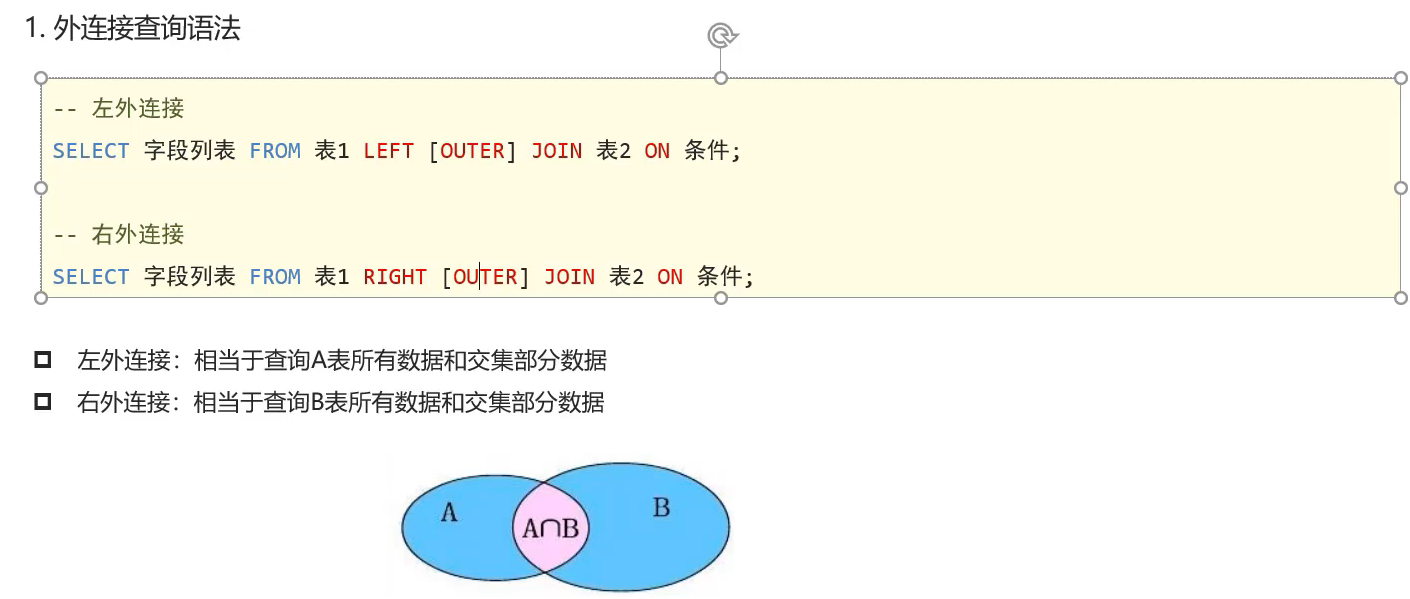 1. 外连接查询语法
-- 左外连接
SELECT 字段列表 FROM 表1 LEFT [OUTER] JOIN 表2 ON 条件;
-- 右外连接
SELECT 字段列表 FROM 表1 RIGHT [OUTER] JOIN 表2 ON 条件;
左外连接：相当于查询A表所有数据和交集部分数据
右外连接：相当于查询B表所有数据和交集部分数据
A A∩B B